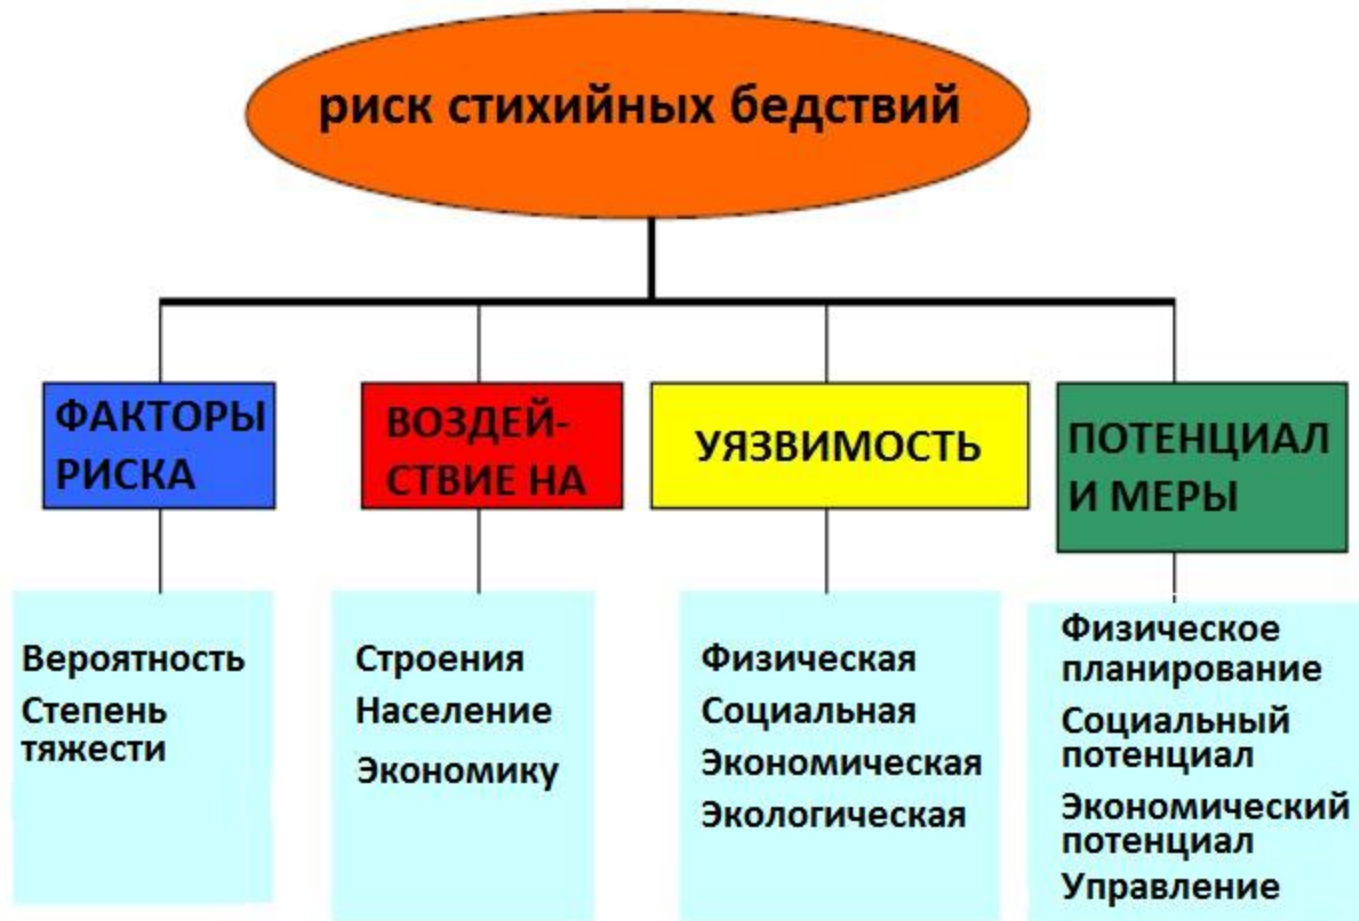 риск стихийных бедствий
ФАКТОРЫ
РИСКА
ВОЗДЕЙ-
СТВИЕ НА
УЯЗВИМОСТЬ
ПОТЕНЦИАЛ
И МЕРЫ
Вероятность
Степень
тяжести
Строения
Население
Экономику
Физическая
Социальная
Экономическая
Экологическая
Физическое
планирование
Социальный
потенциал
Экономический
потенциал
Управление